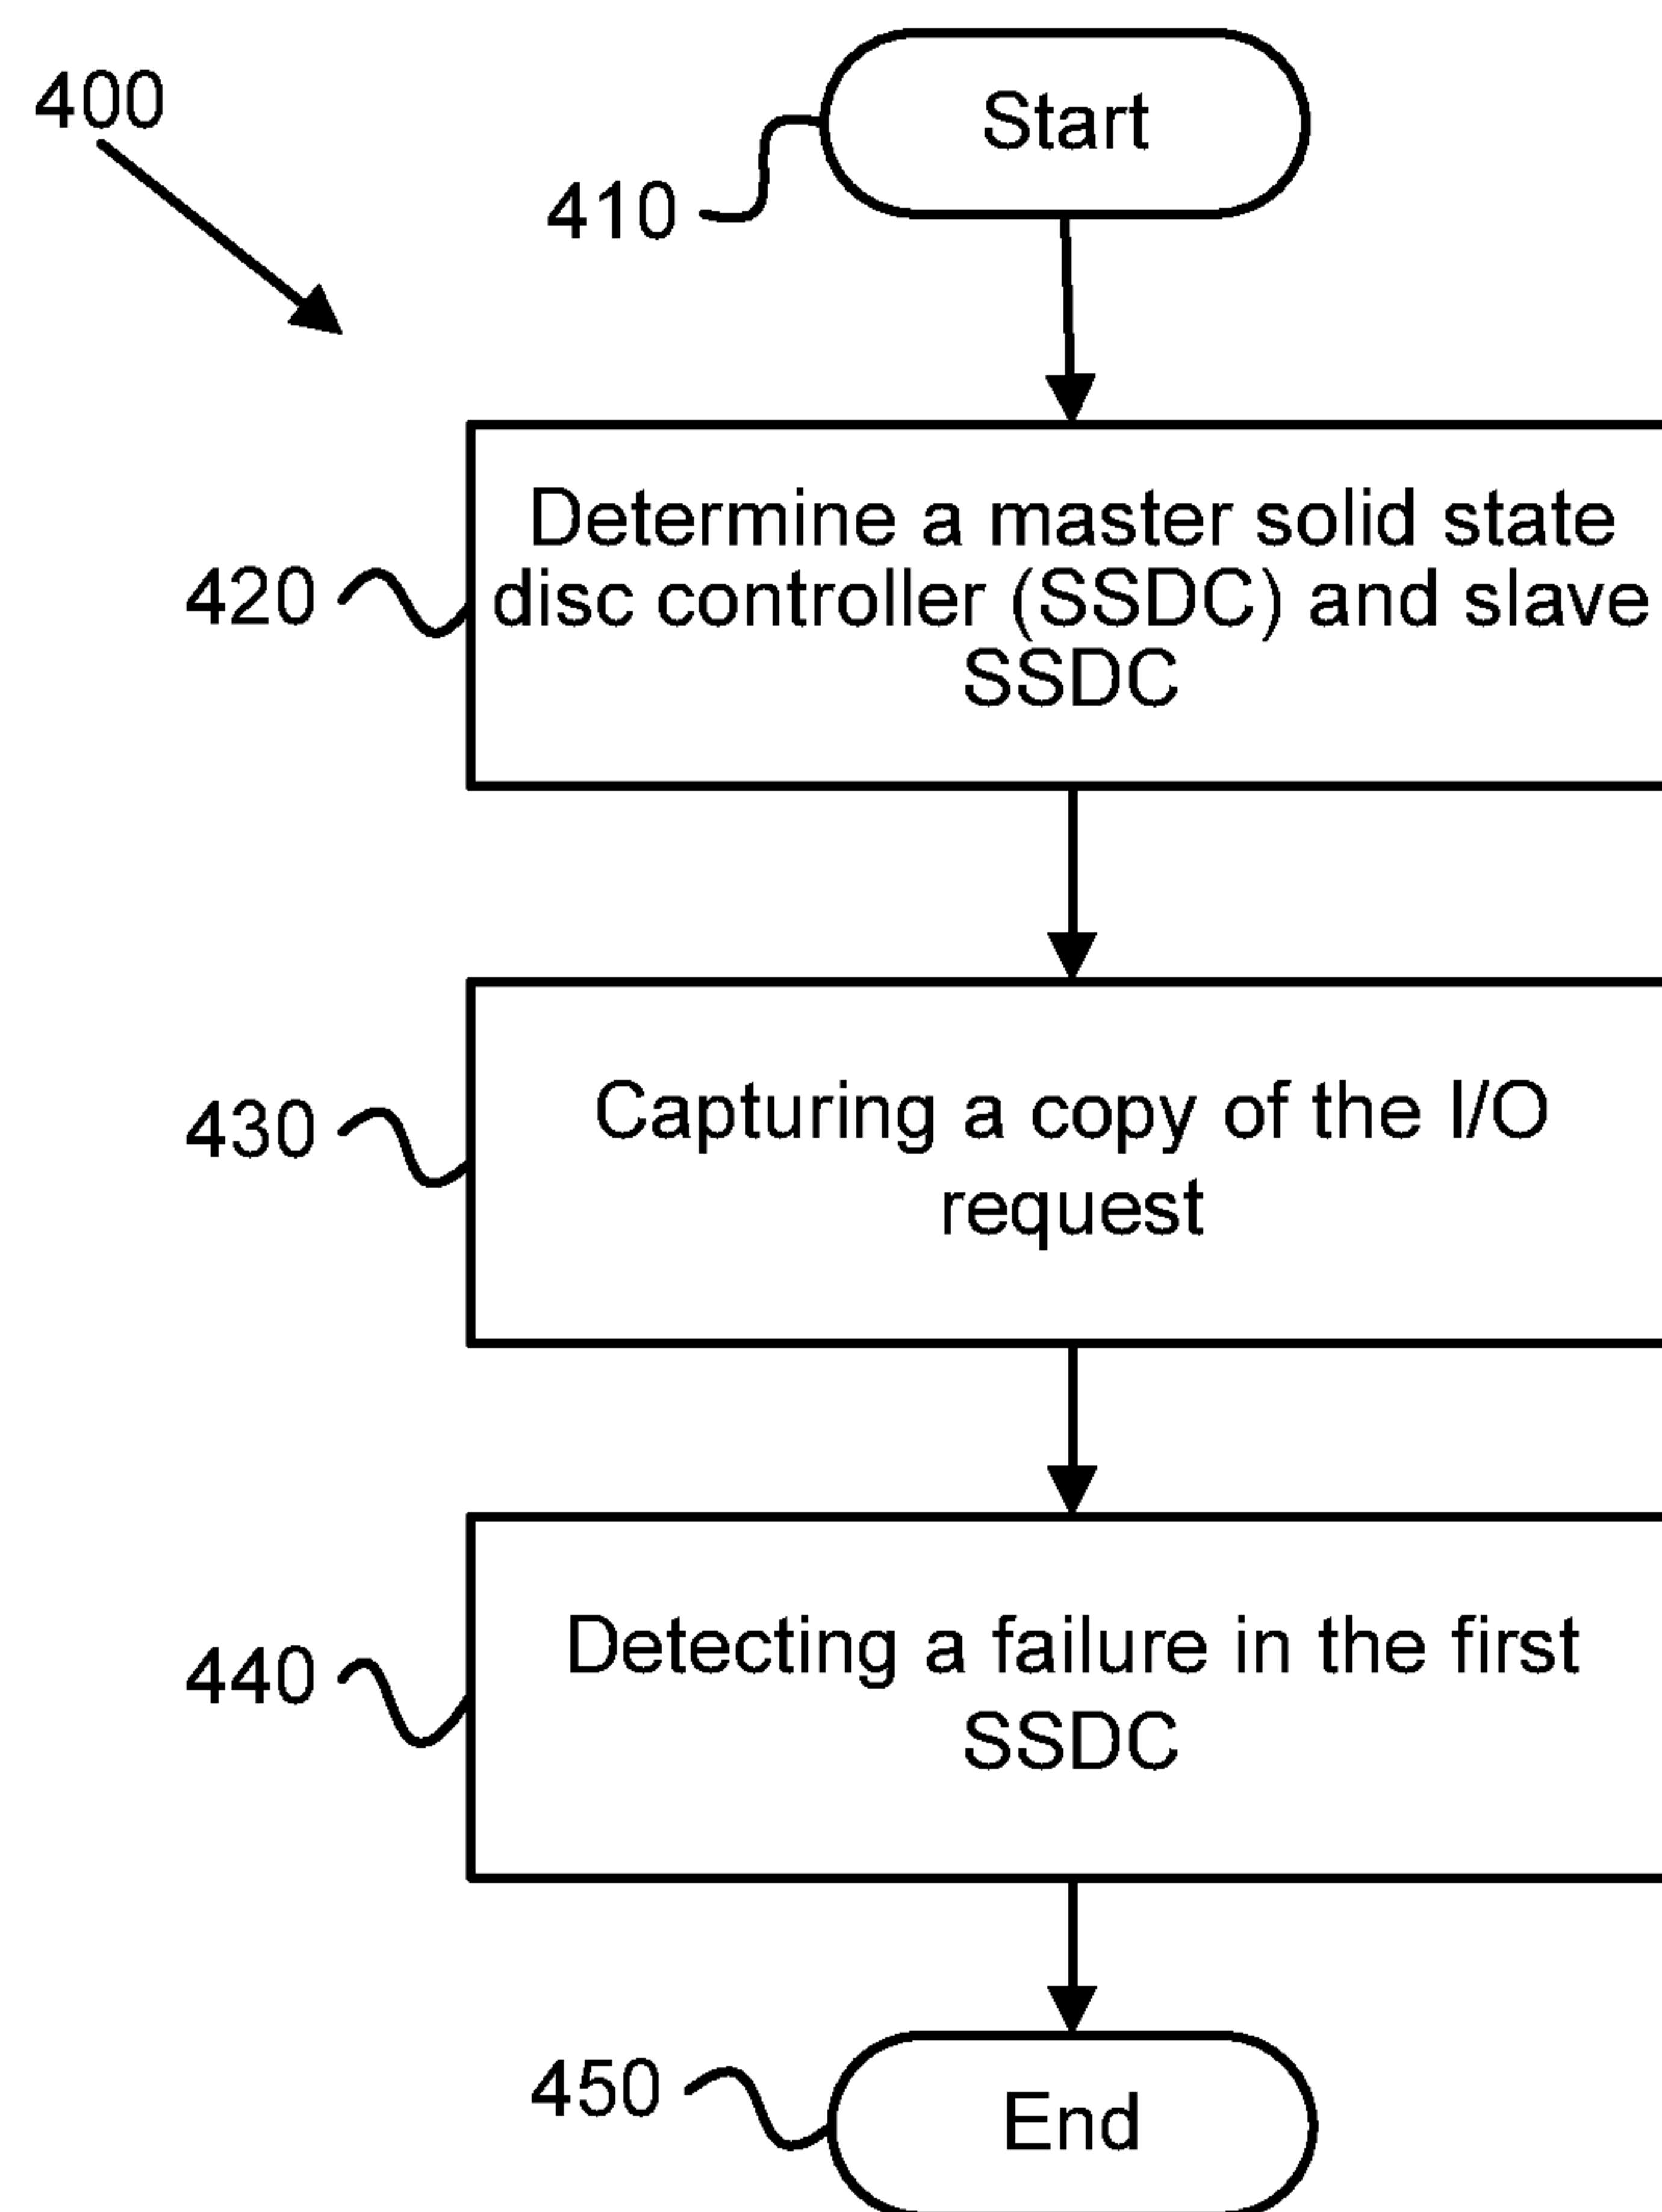 400
Start
410
Determine a master solid state
disc controller (SSDC) and slave
SSDC
420
Capturing a copy of the I/O
request
430
Detecting a failure in the first
SSDC
440
End
450